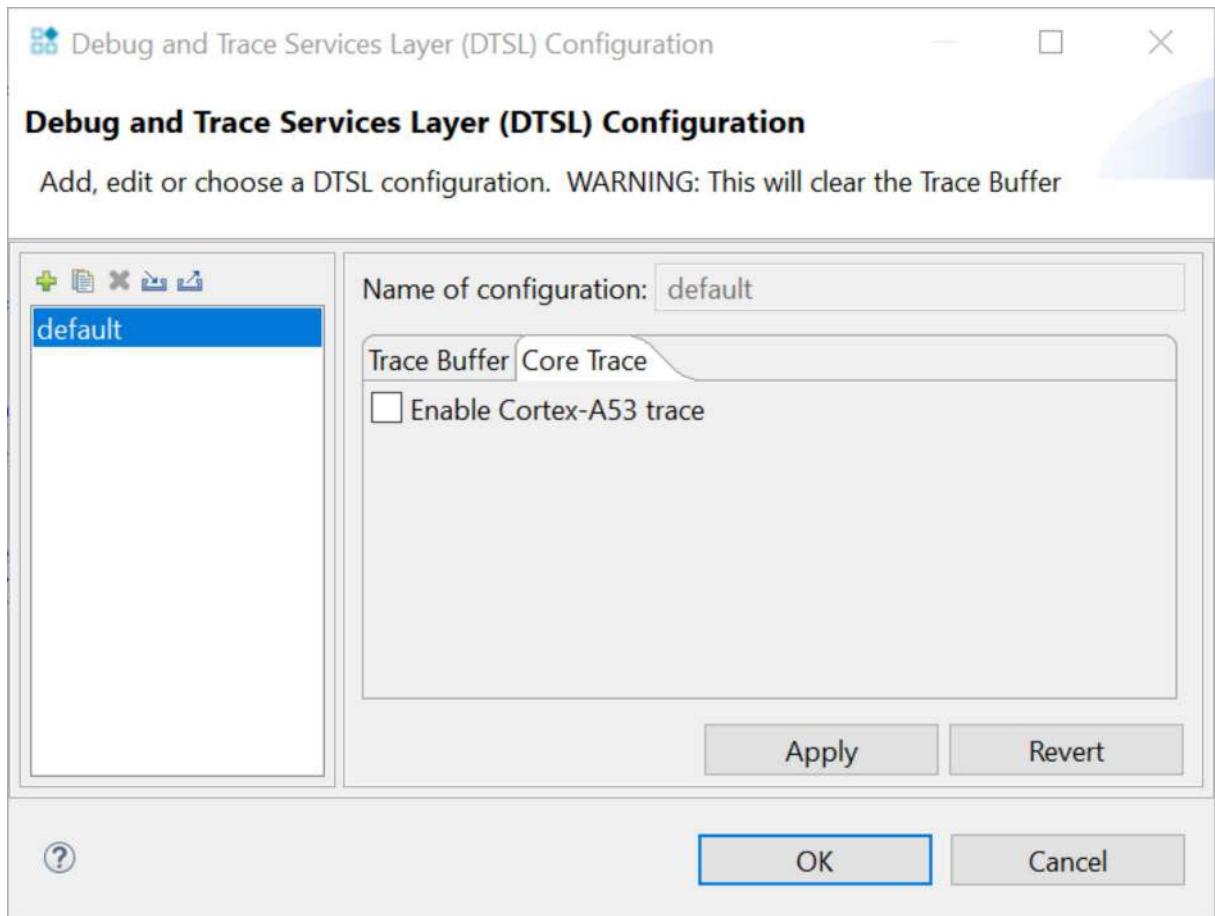 Debug and Trace Services Layer (DTSL) Configuration
Debug and Trace Services Layer (DTSL) Configuration
Add, edit or choose a DTSL configuration.  WARNING: This will clear the Trace Buffer
default
Name of configuration: default
Trace Buffer Core Trace
Enable Cortex-A53 trace
Apply Revert
? OK Cancel